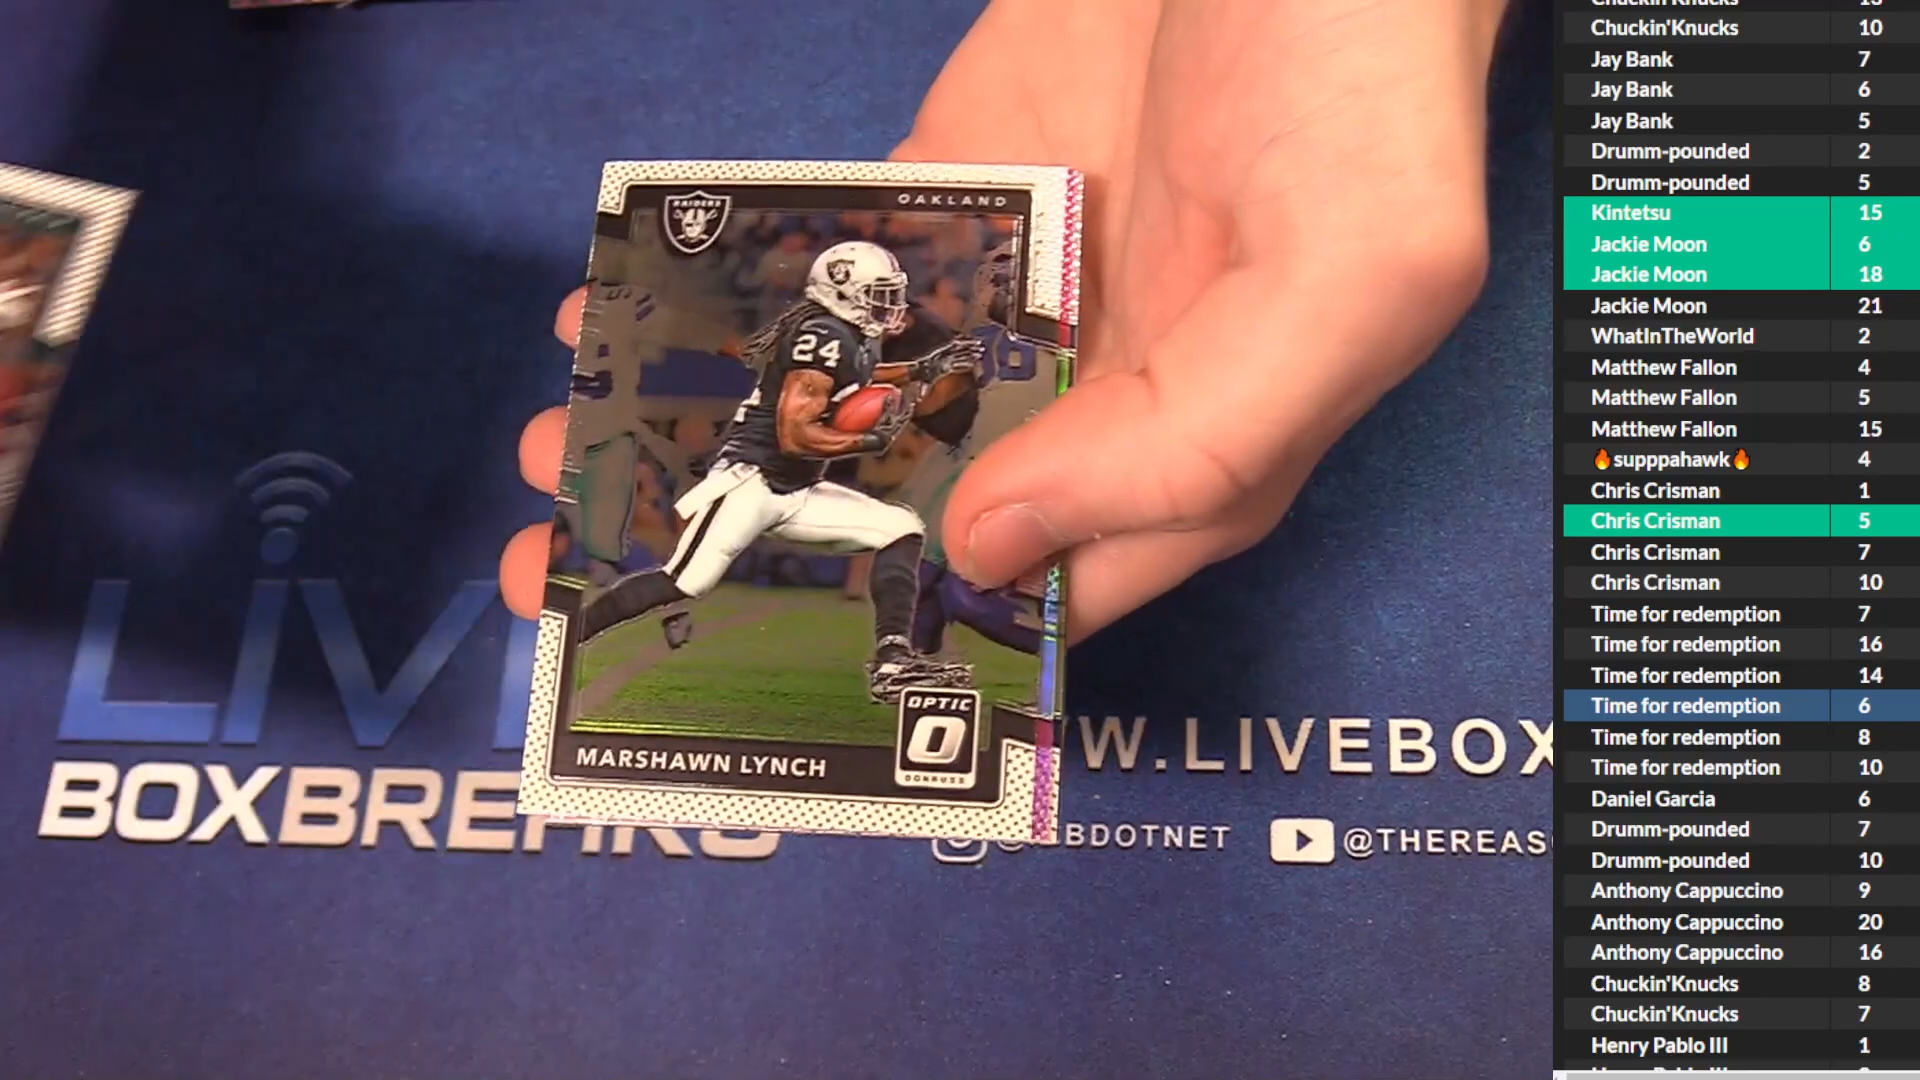 RAIDERS
OAKLAND
24
MARSHAWN LYNCH
OPTIC
DONRUSS
LIV
BOXBRE
W.LIVEBOX
BDOTNET
@THEREAS
Chuckin'Knucks 10
Jay Bank 7
Jay Bank 6
Jay Bank 5
Drumm-pounded 2
Drumm-pounded 5
Kintetsu 15
Jackie Moon 6
Jackie Moon 18
Jackie Moon 21
WhatInTheWorld 2
Matthew Fallon 4
Matthew Fallon 5
Matthew Fallon 15
🔥supppahawk🔥 4
Chris Crisman 1
Chris Crisman 5
Chris Crisman 7
Chris Crisman 10
Time for redemption 7
Time for redemption 16
Time for redemption 14
Time for redemption 6
Time for redemption 8
Time for redemption 10
Daniel Garcia 6
Drumm-pounded 7
Drumm-pounded 10
Anthony Cappuccino 9
Anthony Cappuccino 20
Anthony Cappuccino 16
Chuckin'Knucks 8
Chuckin'Knucks 7
Henry Pablo III 1